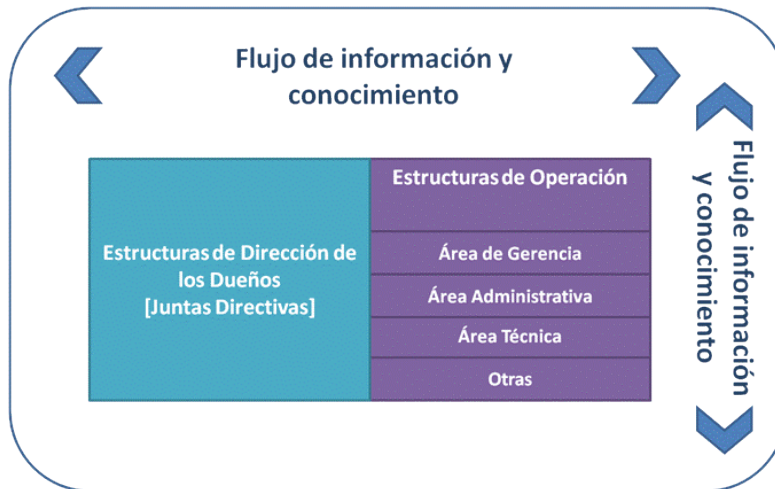 Flujo de información y
conocimiento
Estructuras de Dirección de
los Dueños
[Juntas Directivas]
Estructuras de Operación
Área de Gerencia
Área Administrativa
Área Técnica
Otras
Flujo de información
y conocimiento